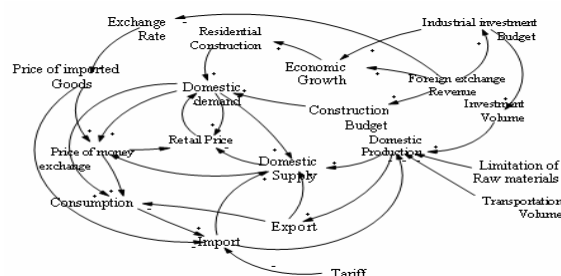 Exchange
Rate
Industrial investment
Budget
Residential
Construction
Price of imported
Goods
Economic
Growth
Foreign exchange
Revenue
Domestic
demand
Investment
Volume
Construction
Budget
Retail Price
Domestic
Production
Price of money
exchange
Domestic
Supply
Limitation of
Raw materials
Consumption
Transportation
Volume
Export
Import
Tariff